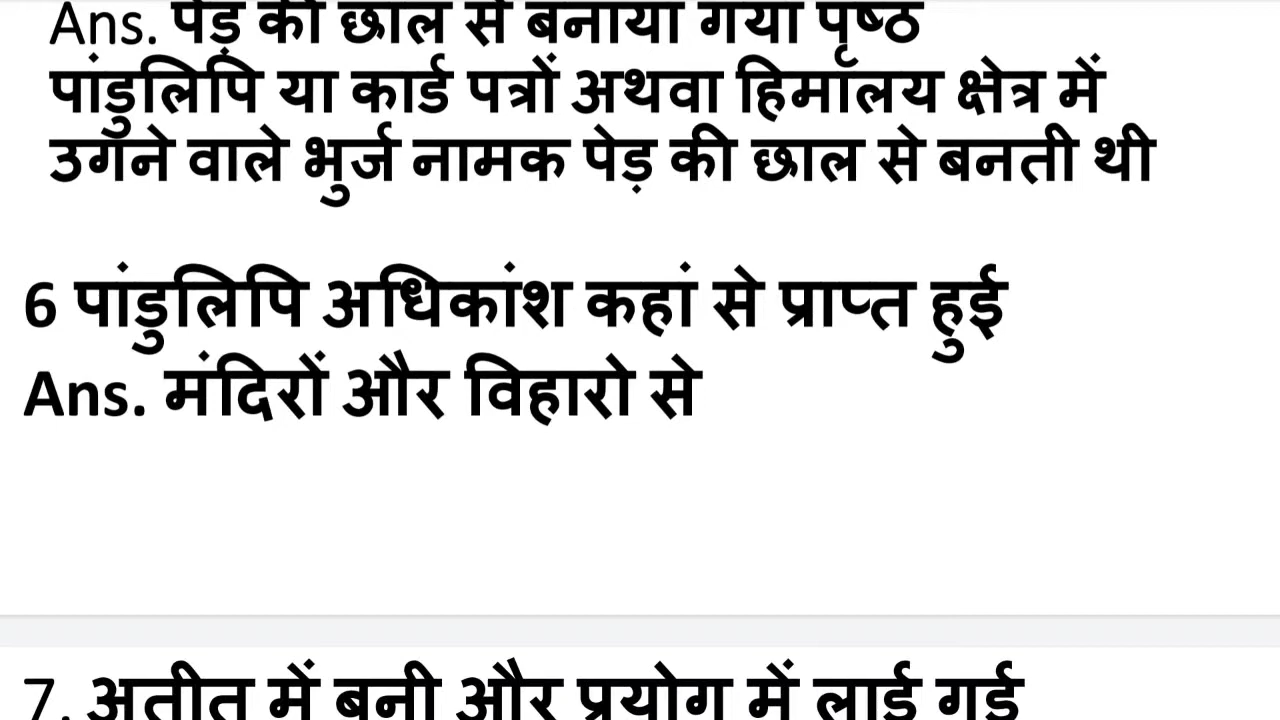 Ans. पेड़ की छाल से बनाया गया पृष्ठ
पांडुलिपि या कार्ड पत्रों अथवा हिमालय क्षेत्र में
उगने वाले भुर्ज नामक पेड़ की छाल से बनती थी
6 पांडुलिपि अधिकांश कहां से प्राप्त हुई
Ans. मंदिरों और विहारो से
7. अतीत में बनी और प्रयोग में लाई गई